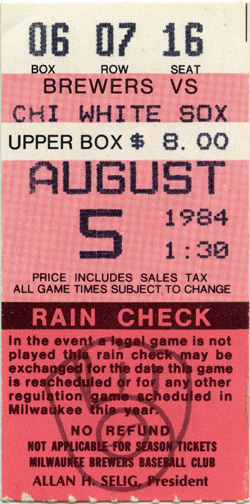 06 07 16
BOX ROW SEAT
BREWERS VS
CHI WHITE SOX
UPPER BOX $ 8.00
AUGUST
5 1984
1:30
PRICE INCLUDES SALES TAX
ALL GAME TIMES SUBJECT TO CHANGE
RAIN CHECK
In the event a legal game is not
played this rain check may be
exchanged for the date this game
is rescheduled or for any other
regulation game scheduled in
Milwaukee this year.
NO REFUND
NOT APPLICABLE FOR SEASON TICKETS
MILWAUKEE BREWERS BASEBALL CLUB
ALLAN H. SELIG, President